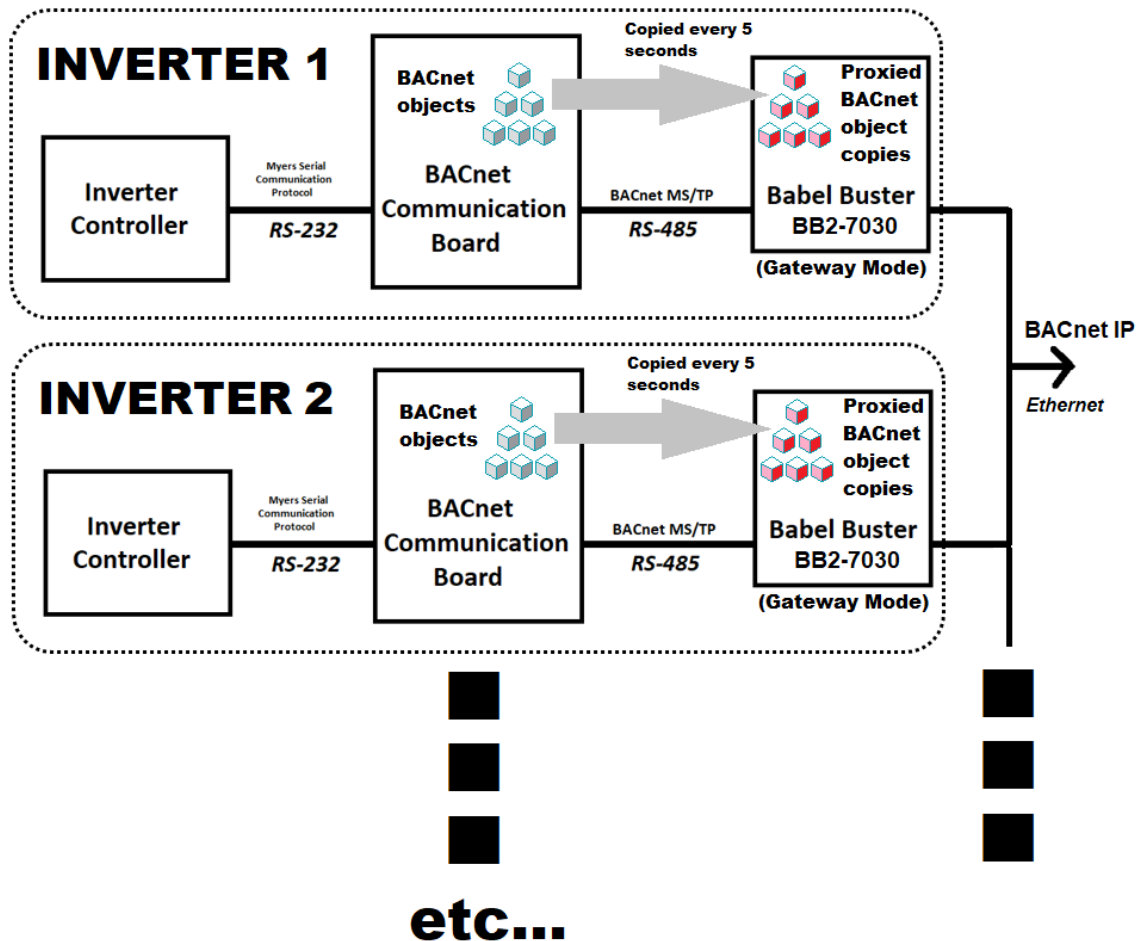 INVERTER 1
Copied every 5
seconds
BACnet
objects
Proxied
BACnet
object
copies
Inverter
Controller
Myers Serial
Communication
Protocol
RS-232
BACnet
Communication
Board
BACnet MS/TP
RS-485
Babel Buster
BB2-7030
(Gateway Mode)
BACnet IP
Ethernet
INVERTER 2
Copied every 5
seconds
BACnet
objects
Proxied
BACnet
object
copies
Inverter
Controller
Myers Serial
Communication
Protocol
RS-232
BACnet
Communication
Board
BACnet MS/TP
RS-485
Babel Buster
BB2-7030
(Gateway Mode)
etc...